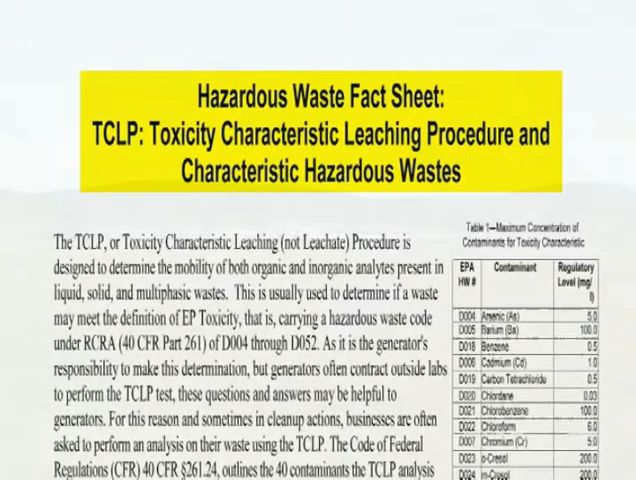 Hazardous Waste Fact Sheet:
TCLP: Toxicity Characteristic Leaching Procedure and
Characteristic Hazardous Wastes
The TCLP, or Toxicity Characteristic Leaching (not Leachate) Procedure is
designed to determine the mobility of both organic and inorganic analytes present in
liquid, solid, and multiphasic wastes. This is usually used to determine if a waste
may meet the definition of EP Toxicity, that is, carrying a hazardous waste code
under RCRA (40 CFR Part 261) of D004 through D052. As it is the generator's
responsibility to make this determination, but generators often contract outside labs
to perform the TCLP test, these questions and answers may be helpful to
generators. For this reason and sometimes in cleanup actions, businesses are often
asked to perform an analysis on their waste using the TCLP. The Code of Federal
Regulations (CFR) 40 CFR §261.24, outlines the 40 contaminants the TCLP analysis
Table 1—Maximum Concentration of
Contaminants for Toxicity Characteristic
EPA HW # Contaminant Regulatory Level (mg/l)
D004 Arsenic (As) 5.0
D005 Barium (Ba) 100.0
D018 Benzene 0.5
D006 Cadmium (Cd) 1.0
D019 Carbon Tetrachloride 0.5
D020 Chlordane 0.03
D021 Chlorobenzene 100.0
D022 Chloroform 6.0
D007 Chromium (Cr) 5.0
D023 o-Cresol 200.0
D024 m-Cresol 200.0